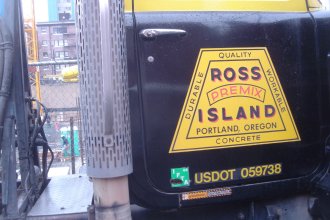 QUALITY
DURABLE
WORKABLE
ROSS
PREMIX
ISLAND
PORTLAND, OREGON
CONCRETE
USDOT 059738